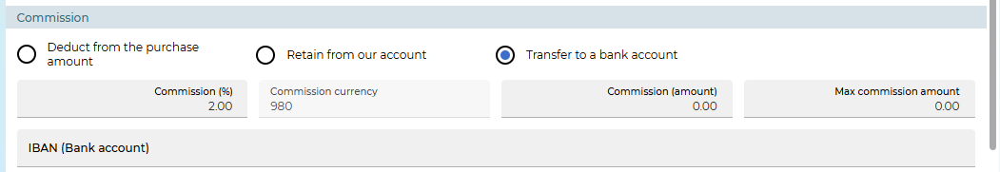 Commission
Deduct from the purchase
amount
Retain from our account
Transfer to a bank account
Commission (%)
2.00
Commission currency
980
Commission (amount)
0.00
Max commission amount
0.00
IBAN (Bank account)